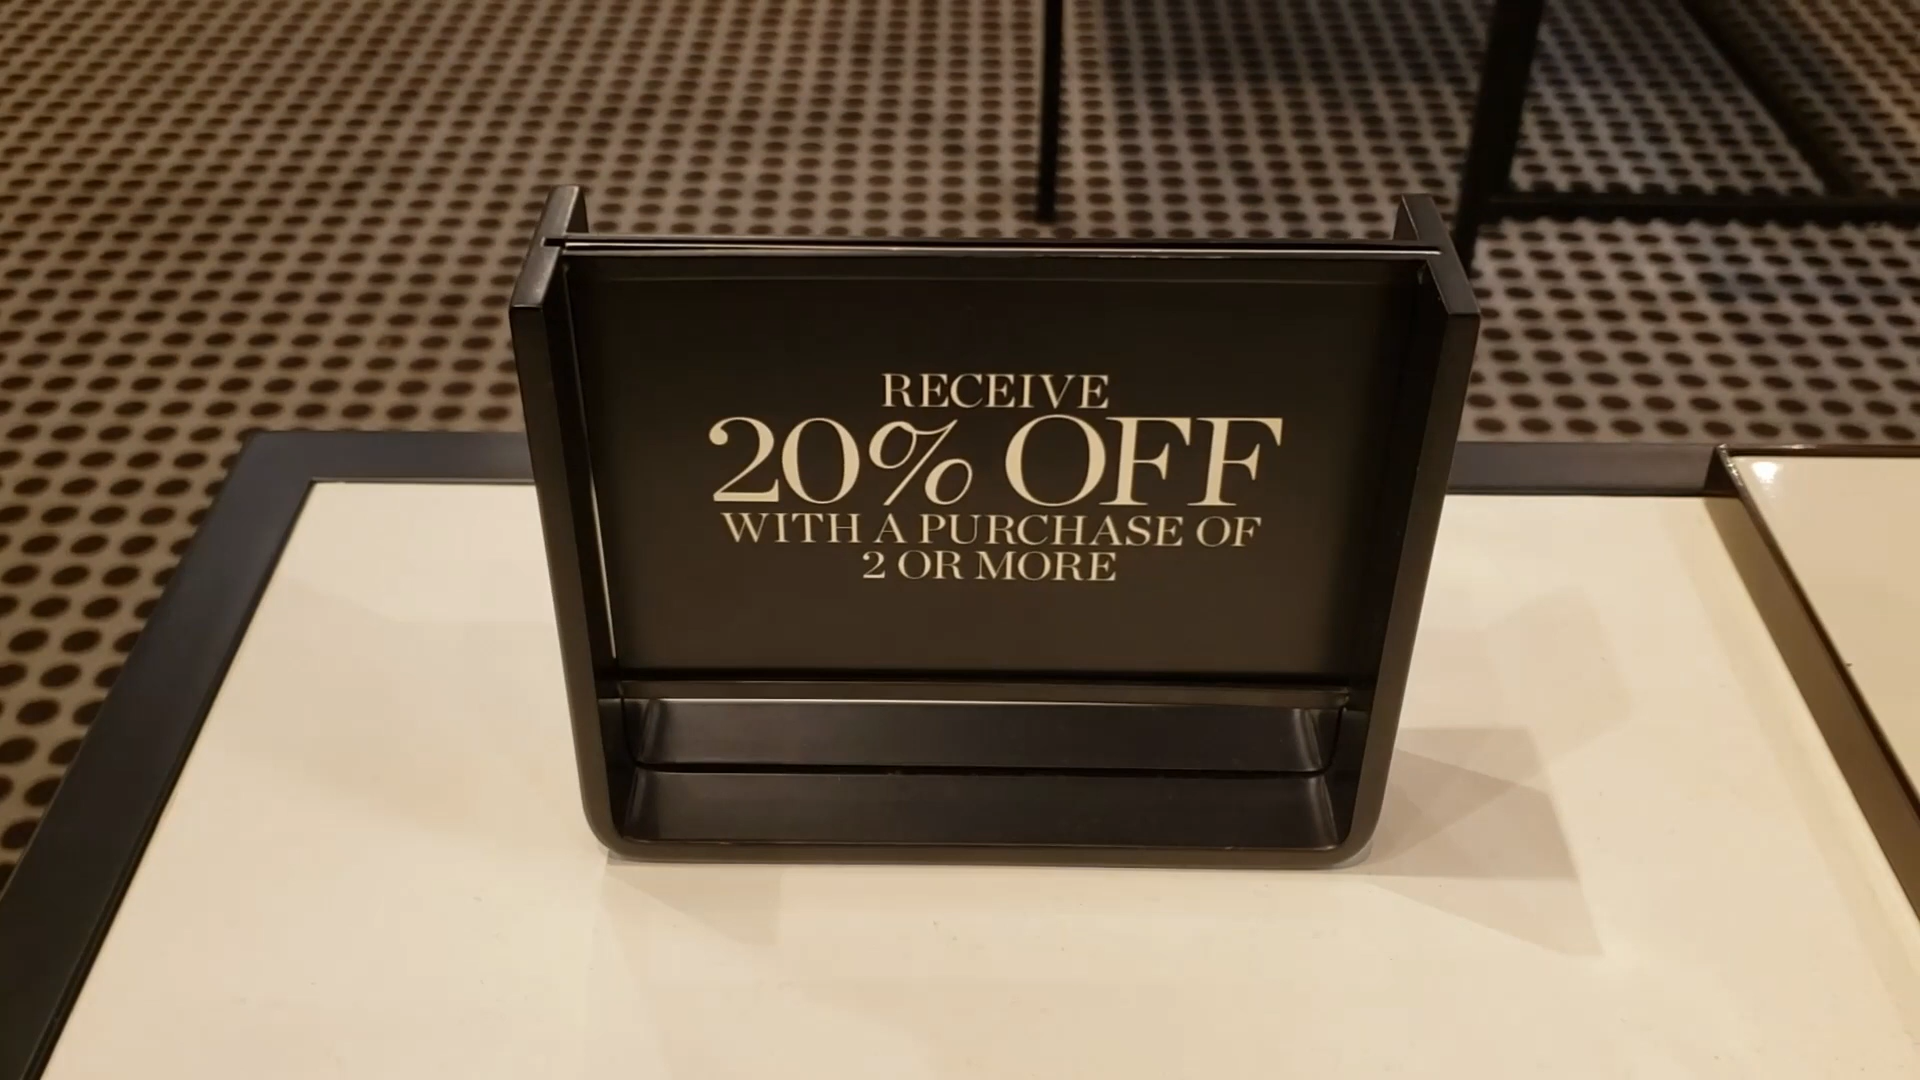 RECEIVE
20% OFF
WITH A PURCHASE OF
2 OR MORE